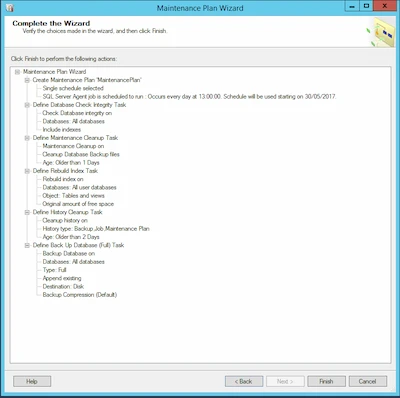 Maintenance Plan Wizard
Complete the Wizard
Verify the choices made in the wizard, and then click Finish.
Click Finish to perform the following actions:
Maintenance Plan Wizard
Create Maintenance Plan "MaintenancePlan"
Single schedule selected
SQL Server Agent job is scheduled to run : Occurs every day at 13:00:00. Schedule will be used starting on 30/05/2017.
Define Database Check Integrity Task
Check Database integrity on
Databases: All databases
Include indexes
Define Maintenance Cleanup Task
Maintenance Cleanup on
Cleanup Database Backup files
Age: Older than 1 Days
Define Rebuild Index Task
Rebuild index on
Databases: All user databases
Object: Tables and views
Original amount of free space
Define History Cleanup Task
Cleanup history on
History type: Backup,Job,Maintenance Plan
Age: Older than 2 Days
Define Back Up Database (Full) Task
Backup Database on
Databases: All databases
Type: Full
Append existing
Destination: Disk
Backup Compression (Default)
Help
< Back
Next >
Finish
Cancel